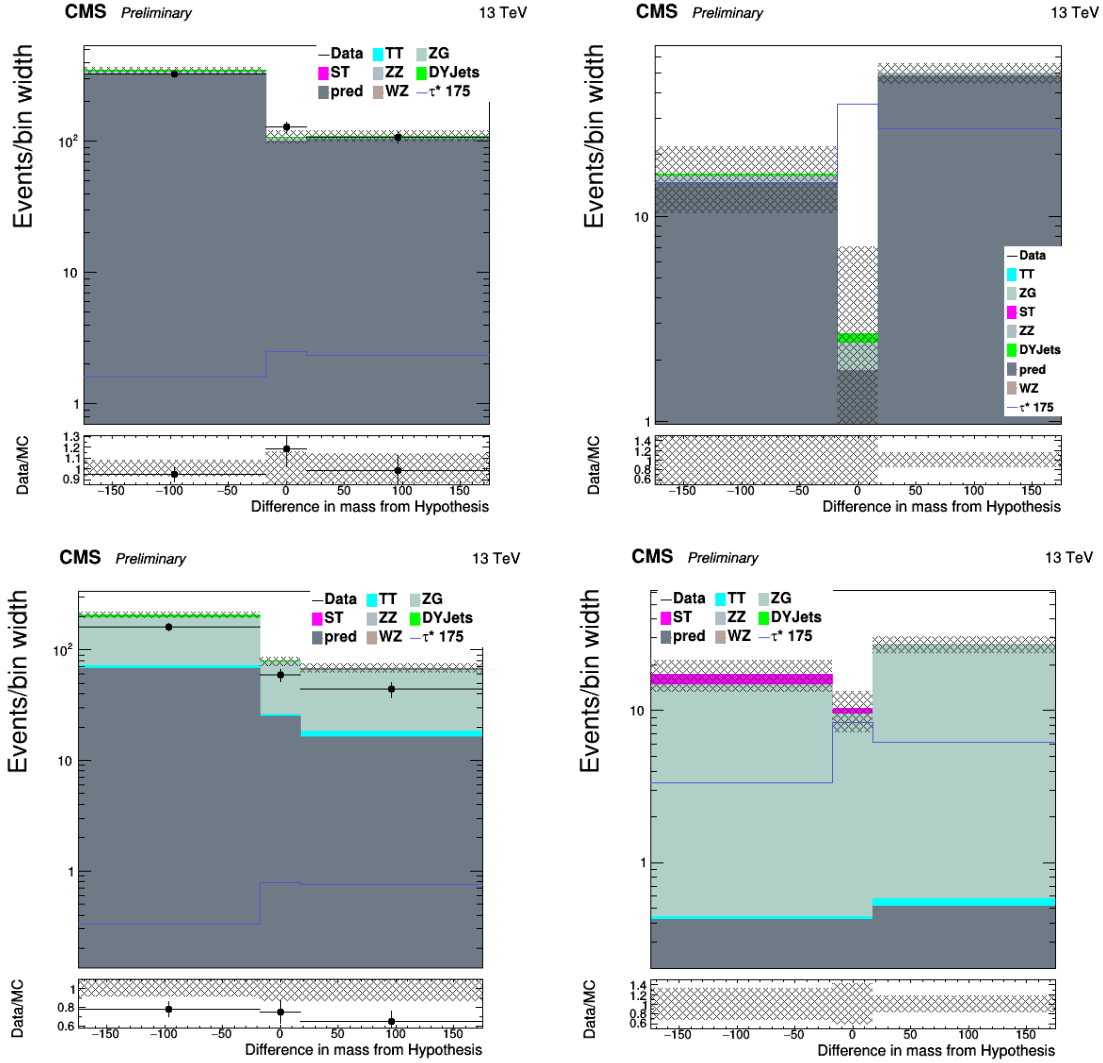 CMS Preliminary 13 TeV
Events/bin width
10²
10
1
Data TT ZG
ST ZZ DYJets
pred WZ τ* 175
Data/MC
1.3
1.2
1.1
1
0.9
−150 −100 −50 0 50 100 150
Difference in mass from Hypothesis
CMS Preliminary 13 TeV
Events/bin width
10
1
Data
TT
ZG
ST
ZZ
DYJets
pred
WZ
τ* 175
Data/MC
1.4
1.2
1
0.8
0.6
−150 −100 −50 0 50 100 150
Difference in mass from Hypothesis
CMS Preliminary 13 TeV
Events/bin width
10²
10
1
Data TT ZG
ST ZZ DYJets
pred WZ τ* 175
Data/MC
1
0.8
0.6
−150 −100 −50 0 50 100 150
Difference in mass from Hypothesis
CMS Preliminary 13 TeV
Events/bin width
10
1
Data TT ZG
ST ZZ DYJets
pred WZ τ* 175
Data/MC
1.4
1.2
1
0.8
0.6
−150 −100 −50 0 50 100 150
Difference in mass from Hypothesis